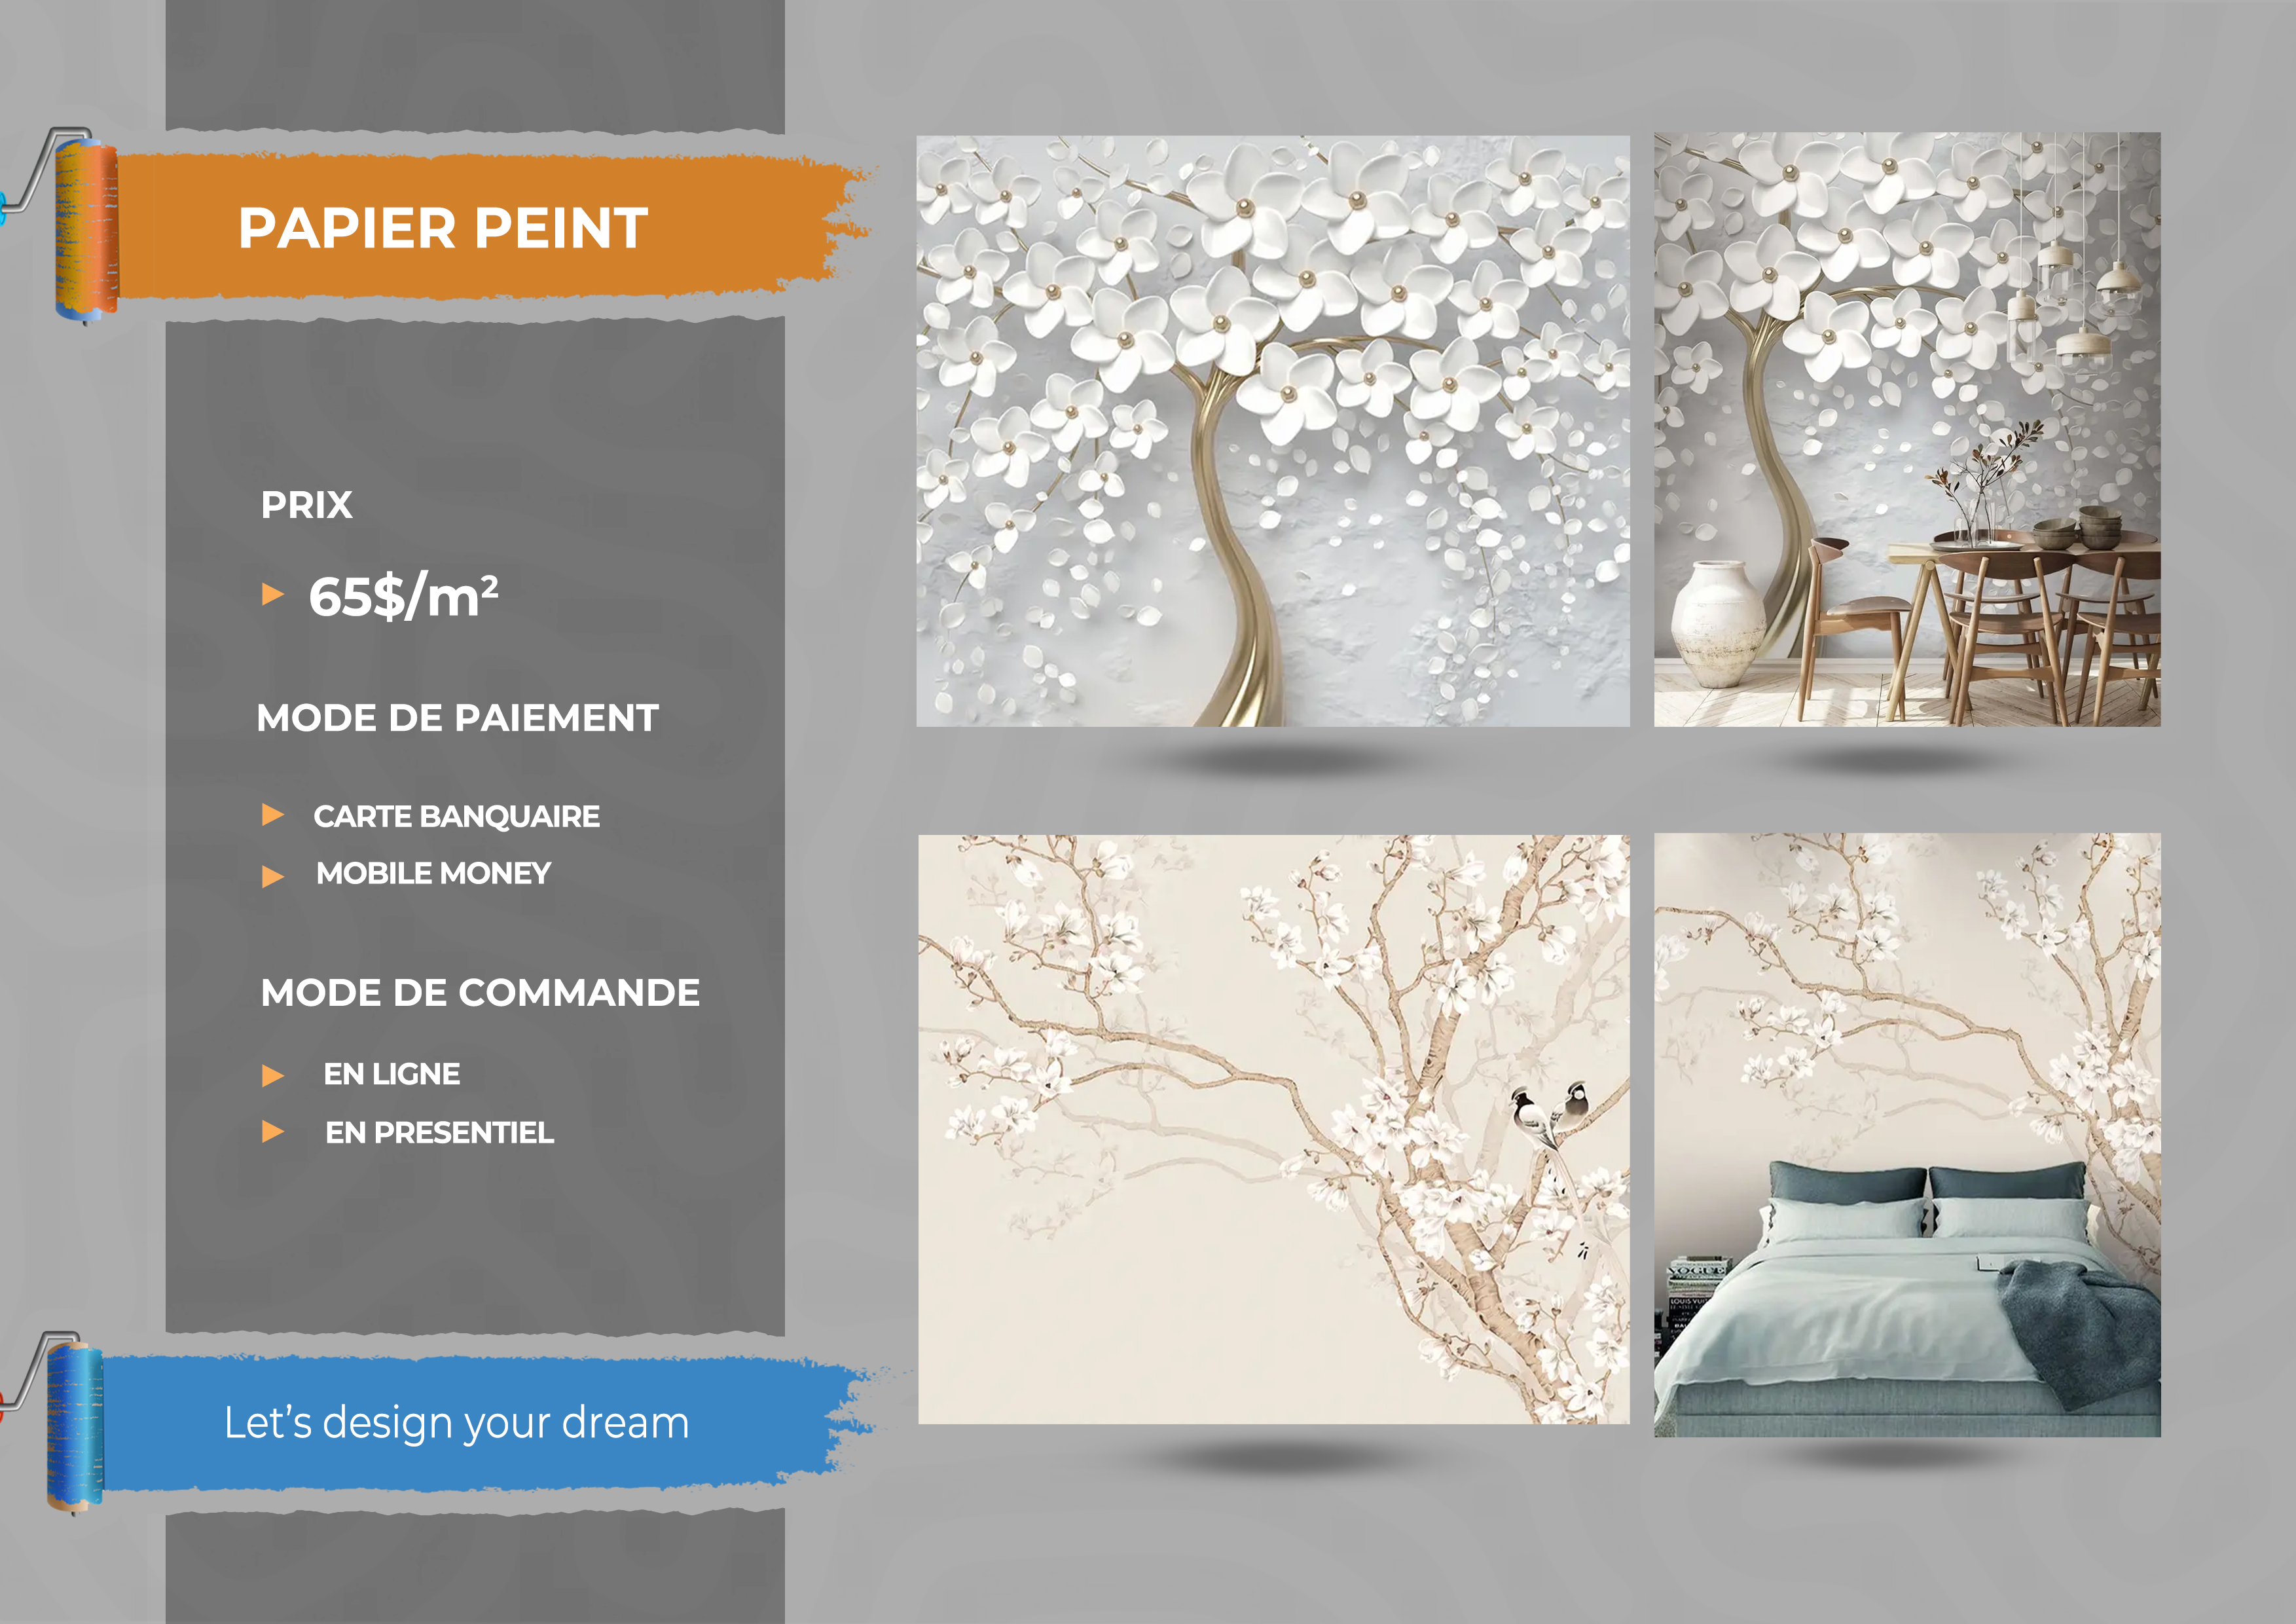 PAPIER PEINT
PRIX
65$/m²
MODE DE PAIEMENT
CARTE BANQUAIRE
MOBILE MONEY
MODE DE COMMANDE
EN LIGNE
EN PRESENTIEL
Let's design your dream
VOGUE